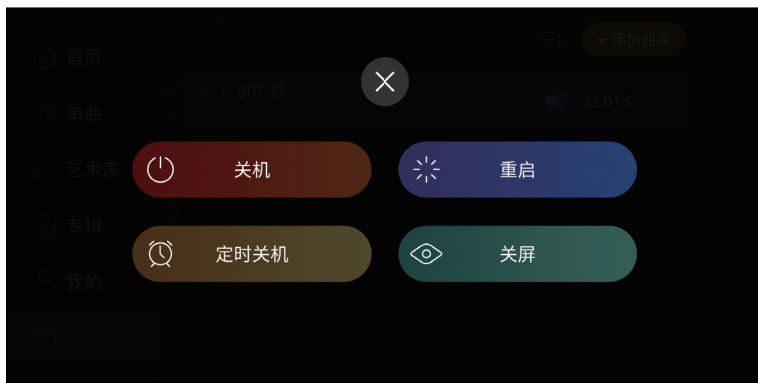 首页
＋添加曲库
807 首
单曲
32.01%
艺术家
关机
重启
专辑
定时关机
关屏
我的